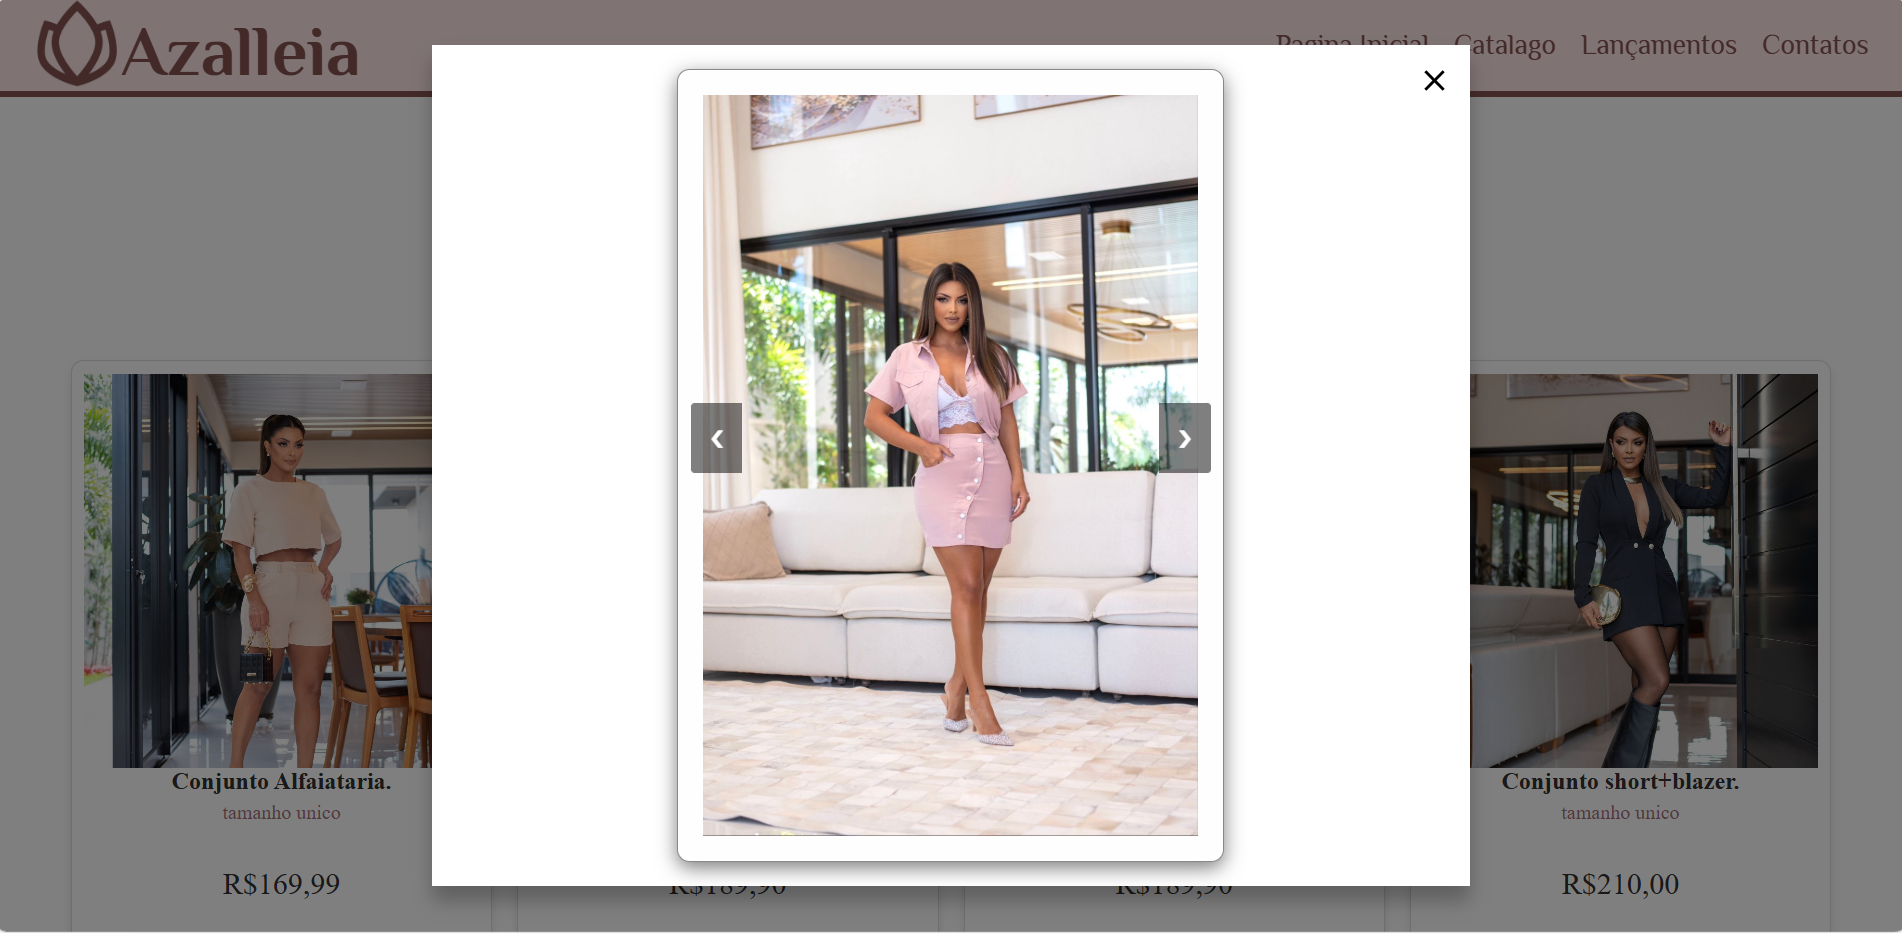 Azalleia
Pagina Inicial Catalago Lançamentos Contatos
Conjunto Alfaiataria.
tamanho unico
R$169,99
R$189,90
R$189,90
Conjunto short+blazer.
tamanho unico
R$210,00